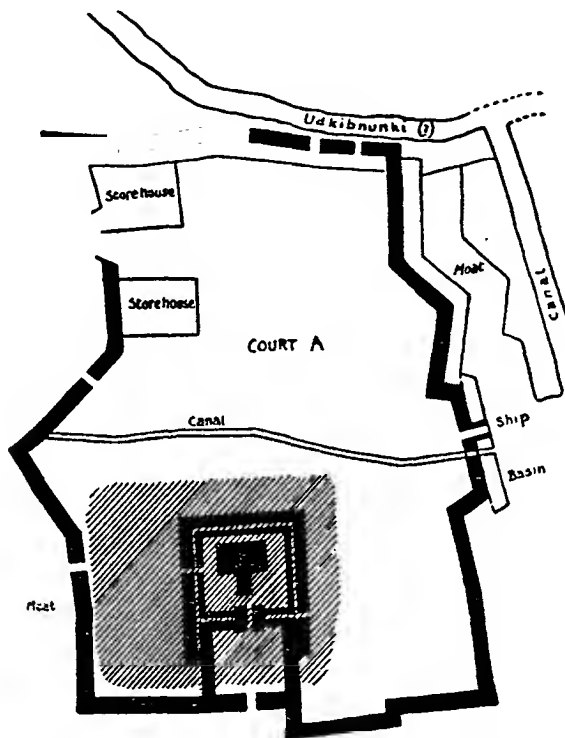 Udkibnunki (?)
Storehouse
Moat
Canal
Storehouse
COURT A
Canal
Ship
Basin
Moat